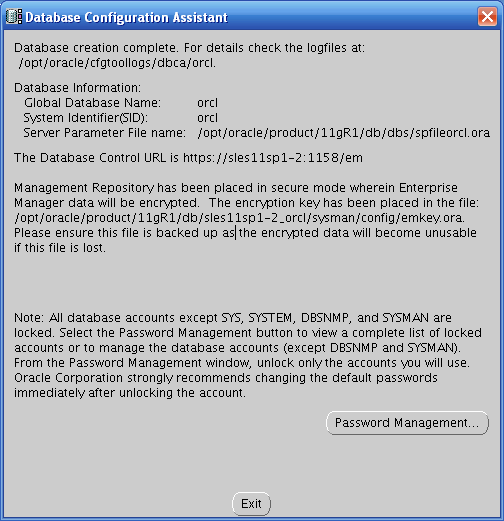 Database Configuration Assistant
Database creation complete. For details check the logfiles at:
/opt/oracle/cfgtoollogs/dbca/orcl.
Database Information:
Global Database Name: orcl
System Identifier(SID): orcl
Server Parameter File name: /opt/oracle/product/11gR1/db/dbs/spfileorcl.ora
The Database Control URL is https://sles11sp1-2:1158/em
Management Repository has been placed in secure mode wherein Enterprise
Manager data will be encrypted. The encryption key has been placed in the file:
/opt/oracle/product/11gR1/db/sles11sp1-2_orcl/sysman/config/emkey.ora.
Please ensure this file is backed up as the encrypted data will become unusable
if this file is lost.
Note: All database accounts except SYS, SYSTEM, DBSNMP, and SYSMAN are
locked. Select the Password Management button to view a complete list of locked
accounts or to manage the database accounts (except DBSNMP and SYSMAN).
From the Password Management window, unlock only the accounts you will use.
Oracle Corporation strongly recommends changing the default passwords
immediately after unlocking the account.
Password Management...
Exit